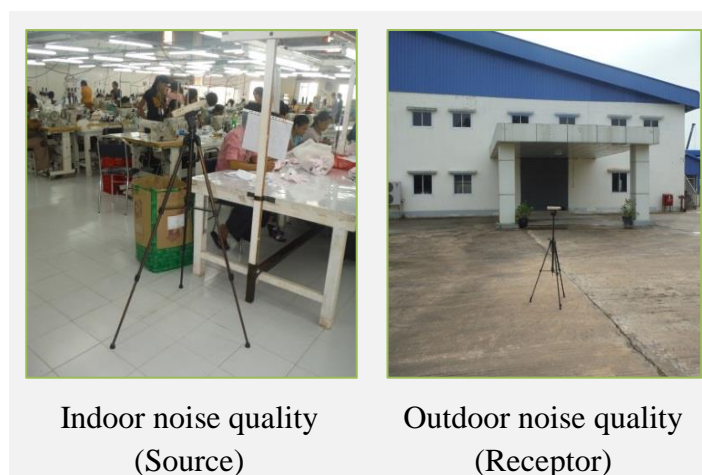 Indoor noise quality
(Source)
Outdoor noise quality
(Receptor)